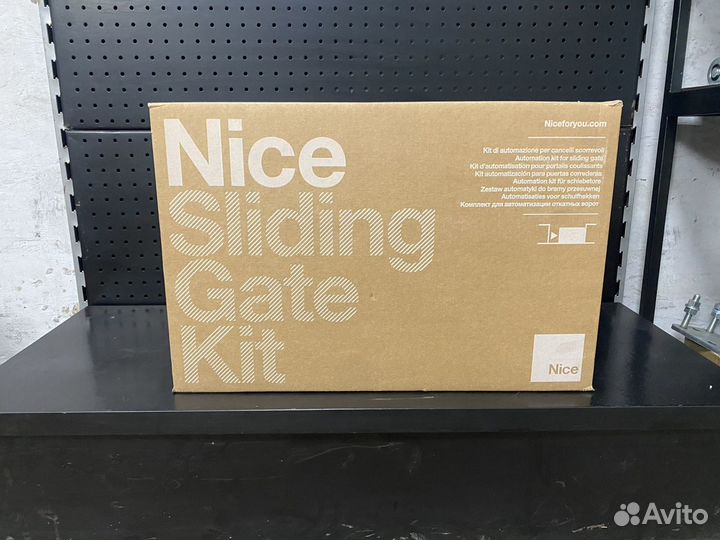 Nice
Sliding
Gate
Kit
Niceforyou.com
Kit di automazione per cancelli scorrevoli
Automation kit for sliding gate
Kit d'automatisation pour portails coulissants
Kit automatización para puertas correderas
Automation kit für schiebetore
Zestaw automatyki do bramy przesuwnej
Automatisaties voor schuifhekken
Комплект для автоматизации откатных ворот
Nice
Avito